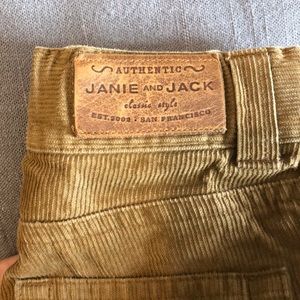 AUTHENTIC
JANIE AND JACK
classic style
EST. 2002 · SAN FRANCISCO